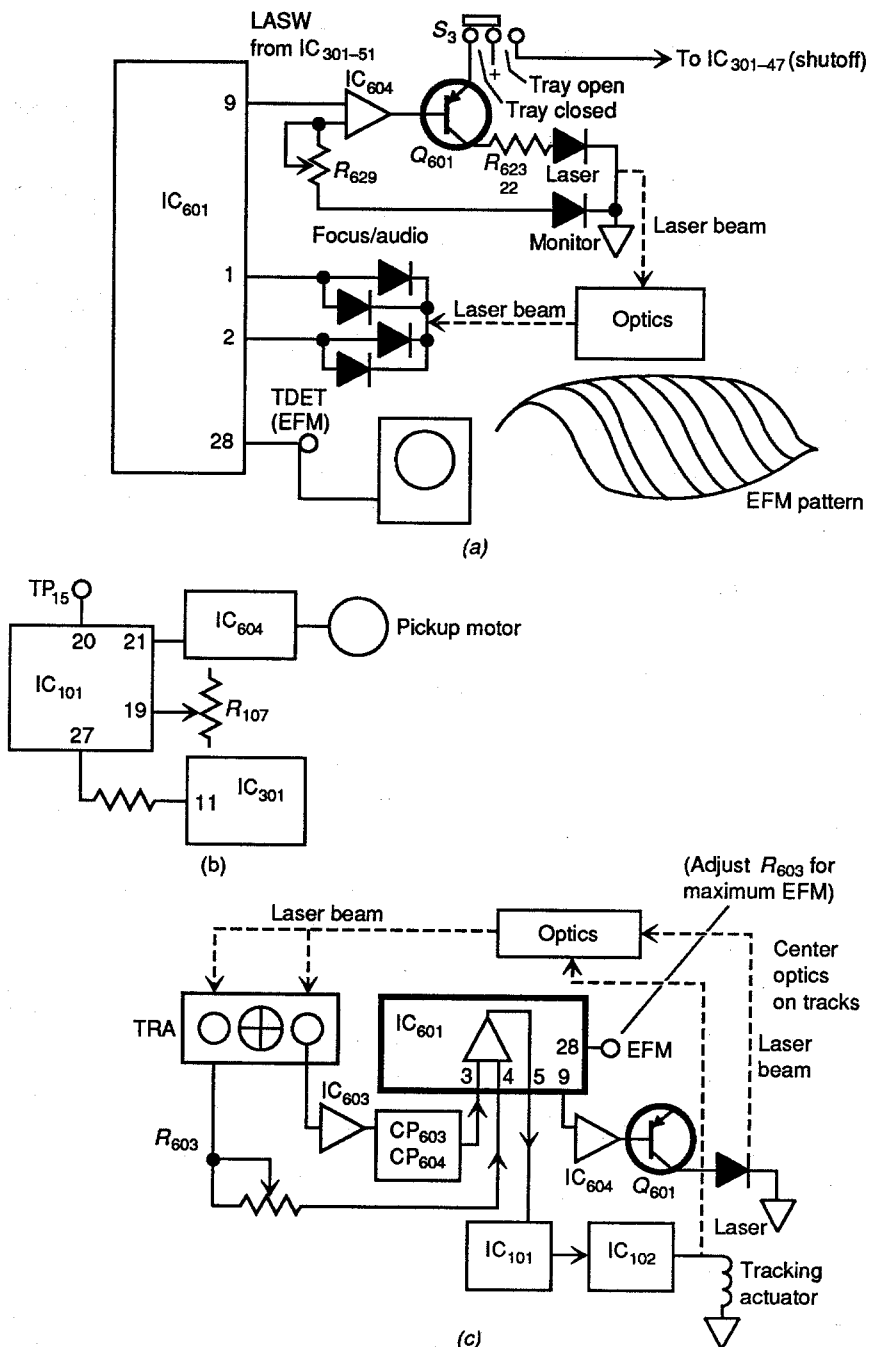 LASW
from IC301–51
S3
To IC301–47 (shutoff)
IC604
+
Tray open
Tray closed
9
Q601
R623
22
Laser
R629
IC601
Monitor
Laser beam
Focus/audio
1
Laser beam
Optics
2
TDET
(EFM)
28
EFM pattern
(a)
TP15
20
21
IC604
Pickup motor
IC101
19
R107
27
11
IC301
(b)
(Adjust R603 for
maximum EFM)
Laser beam
Optics
Center
optics
on tracks
TRA
IC601
28
EFM
3
4
5
9
Laser
beam
IC603
CP603
CP604
R603
IC604
Q601
Laser
IC101
IC102
Tracking
actuator
(c)